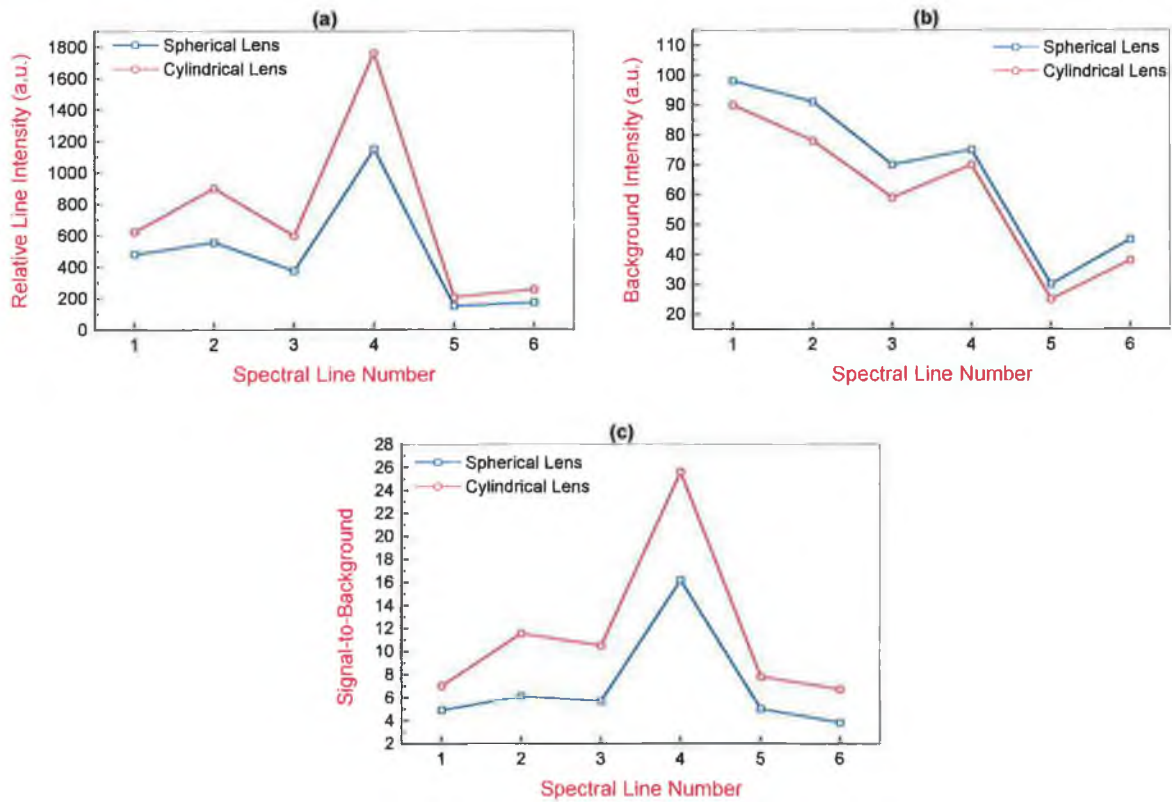 (a)
Relative Line Intensity (a.u.)
1800
1600
1400
1200
1000
800
600
400
200
0
Spherical Lens
Cylindrical Lens
1 2 3 4 5 6
Spectral Line Number
(b)
Background Intensity (a.u.)
110
100
90
80
70
60
50
40
30
20
Spherical Lens
Cylindrical Lens
1 2 3 4 5 6
Spectral Line Number
(c)
Signal-to-Background
28
26
24
22
20
18
16
14
12
10
8
6
4
2
Spherical Lens
Cylindrical Lens
1 2 3 4 5 6
Spectral Line Number